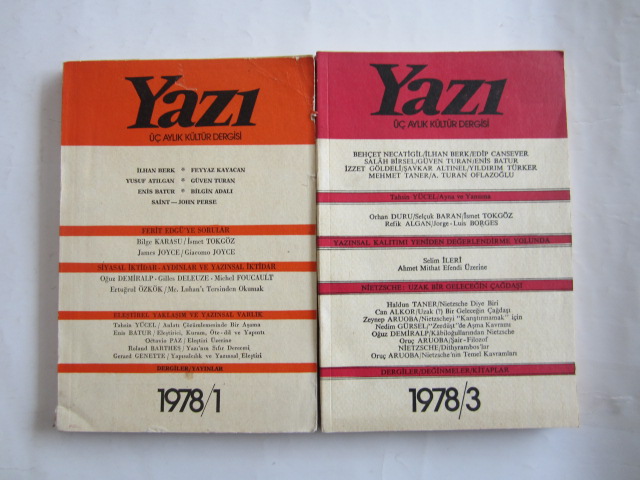 Yazı
ÜÇ AYLIK KÜLTÜR DERGİSİ
İLHAN BERK * FEYYAZ KAYACAN
YUSUF ATILGAN * GÜVEN TURAN
ENİS BATUR * BİLGİN ADALI
SAINT—JOHN PERSE
FERİT EDGÜ'YE SORULAR
Bilge KARASU/İsmet TOKGÖZ
James JOYCE/Giacomo JOYCE
SİYASAL İKTİDAR-AYDINLAR VE YAZINSAL İKTİDAR
Oğuz DEMİRALP - Gilles DELEUZE - Michel FOUCAULT
Ertuğrul ÖZKÖK/Mc. Luhan'ı Tersinden Okumak
ELEŞTİREL YAKLAŞIM VE YAZINSAL VARLIK
Tahsin YÜCEL/ Anlatı Çözümlemesinde Bir Aşama
Enis BATUR/Eleştirici, Kuram, Öte-dil ve Yapıntı
Octavio PAZ/Eleştiri Üzerine
Roland BARTHES/Yazı'nın Sıfır Derecesi
Gerard GENETTE/Yapısalcılık ve Yazınsal Eleştiri
DERGİLER/YAYINLAR
1978/1
Yazı
ÜÇ AYLIK KÜLTÜR DERGİSİ
BEHÇET NECATİGİL/İLHAN BERK/EDİP CANSEVER
SALÂH BİRSEL/GÜVEN TURAN/ENİS BATUR
İZZET GÖLDELİ/ŞAVKAR ALTINEL/YILDIRIM TÜRKER
MEHMET TANER/A. TURAN OFLAZOĞLU
Tahsin YÜCEL/Ayna ve Yansıma
Orhan DURU/Selçuk BARAN/İsmet TOKGÖZ
Refik ALGAN/Jorge-Luis BORGES
YAZINSAL KALITIMI YENİDEN DEĞERLENDİRME YOLUNDA
Selim İLERİ
Ahmet Mithat Efendi Üzerine
NIETZSCHE: UZAK BİR GELECEĞİN ÇAĞDAŞI
Haldun TANER/Nietzsche Diye Biri
Can ALKOR/Uzak (?) Bir Geleceğin Çağdaşı
Zeynep ARUOBA/Nietzscheyi "Karıştırmamak" için
Nedim GÜRSEL/"Zerdüşt"de Aşma Kavramı
Oğuz DEMİRALP/Kâbiloğullarından Nietzsche
Oruç ARUOBA/Şair-Filozof
NIETZSCHE/Dithyrambos'lar
Oruç ARUOBA/Nietzsche'nin Temel Kavramları
DERGİLER/DEĞİNMELER/KİTAPLAR
1978/3